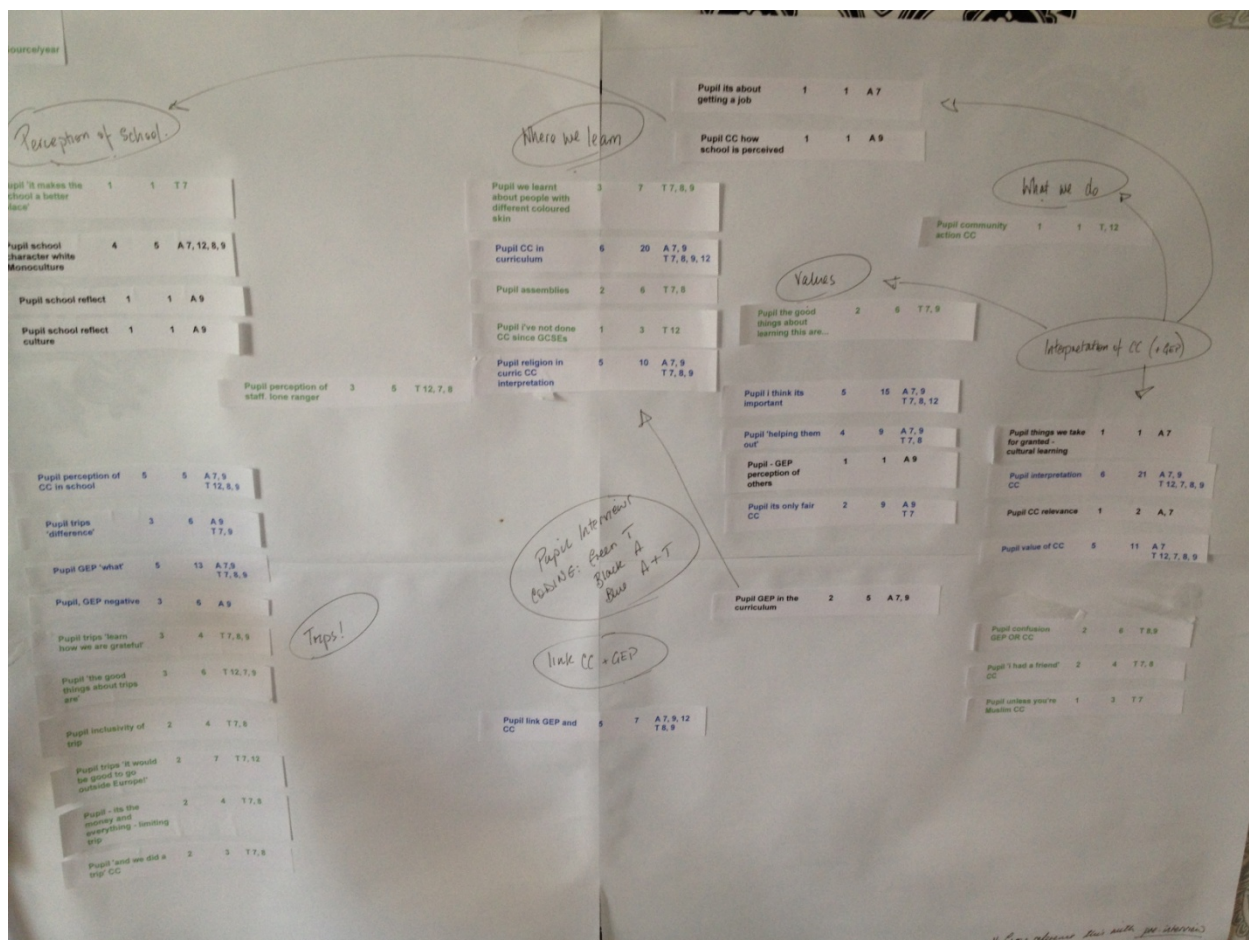 source/year
Perception of School.
Pupil 'it makes the 1 1 T 7
school a better
place'
Pupil school 4 5 A 7, 12, 8, 9
character white
Monoculture
Pupil school reflect 1 1 A 9
Pupil school reflect 1 1 A 9
culture
Pupil perception of 3 5 T 12, 7, 8
staff. lone ranger
Where we learn
Pupil we learnt 3 7 T 7, 8, 9
about people with
different coloured
skin
Pupil CC in 6 20 A 7, 9
curriculum T 7, 8, 9, 12
Pupil assemblies 2 6 T 7, 8
Pupil i've not done 1 3 T 12
CC since GCSEs
Pupil religion in 5 10 A 7, 9
curric CC T 7, 8, 9
interpretation
Pupil its about 1 1 A 7
getting a job
Pupil CC how 1 1 A 9
school is perceived
What we do
Pupil community 1 1 T, 12
action CC
Values
Pupil the good 2 6 T 7, 9
things about
learning this are...
Interpretation of CC (+GEP)
Pupil i think its 5 15 A 7, 9
important T 7, 8, 12
Pupil 'helping them 4 9 A 7, 9
out' T 7, 8
Pupil - GEP 1 1 A 9
perception of
others
Pupil its only fair 2 9 A 9
CC T 7
Pupil things we take 1 1 A 7
for granted -
cultural learning
Pupil interpretation 6 21 A 7, 9
CC T 12, 7, 8, 9
Pupil CC relevance 1 2 A, 7
Pupil value of CC 5 11 A 7
T 12, 7, 8, 9
Pupil perception of 5 5 A 7, 9
CC in school T 12, 8, 9
Pupil trips 3 6 A 9
'difference' T 7, 9
Pupil GEP 'what' 5 13 A 7,9
T 7, 8, 9
Pupil, GEP negative 3 6 A 9
Pupil trips 'learn 3 4 T 7, 8, 9
how we are grateful'
Pupil 'the good 3 6 T 12, 7, 9
things about trips
are'
Pupil inclusivity of 2 4 T 7, 8
trip
Pupil trips 'it would 2 7 T 7, 12
be good to go
outside Europe!'
Pupil - its the 2 4 T 7, 8
money and
everything - limiting
trip
Pupil 'and we did a 2 3 T 7, 8
trip' CC
Trips!
Pupil Interviews
CODING: Green T
Black A
Blue A + T
link CC + GEP
Pupil link GEP and 5 7 A 7, 9, 12
CC T 8, 9
Pupil GEP in the 2 5 A 7, 9
curriculum
Pupil confusion 2 6 T 8,9
GEP OR CC
Pupil 'i had a friend' 2 4 T 7, 8
CC
Pupil unless you're 1 3 T 7
Muslim CC
this with